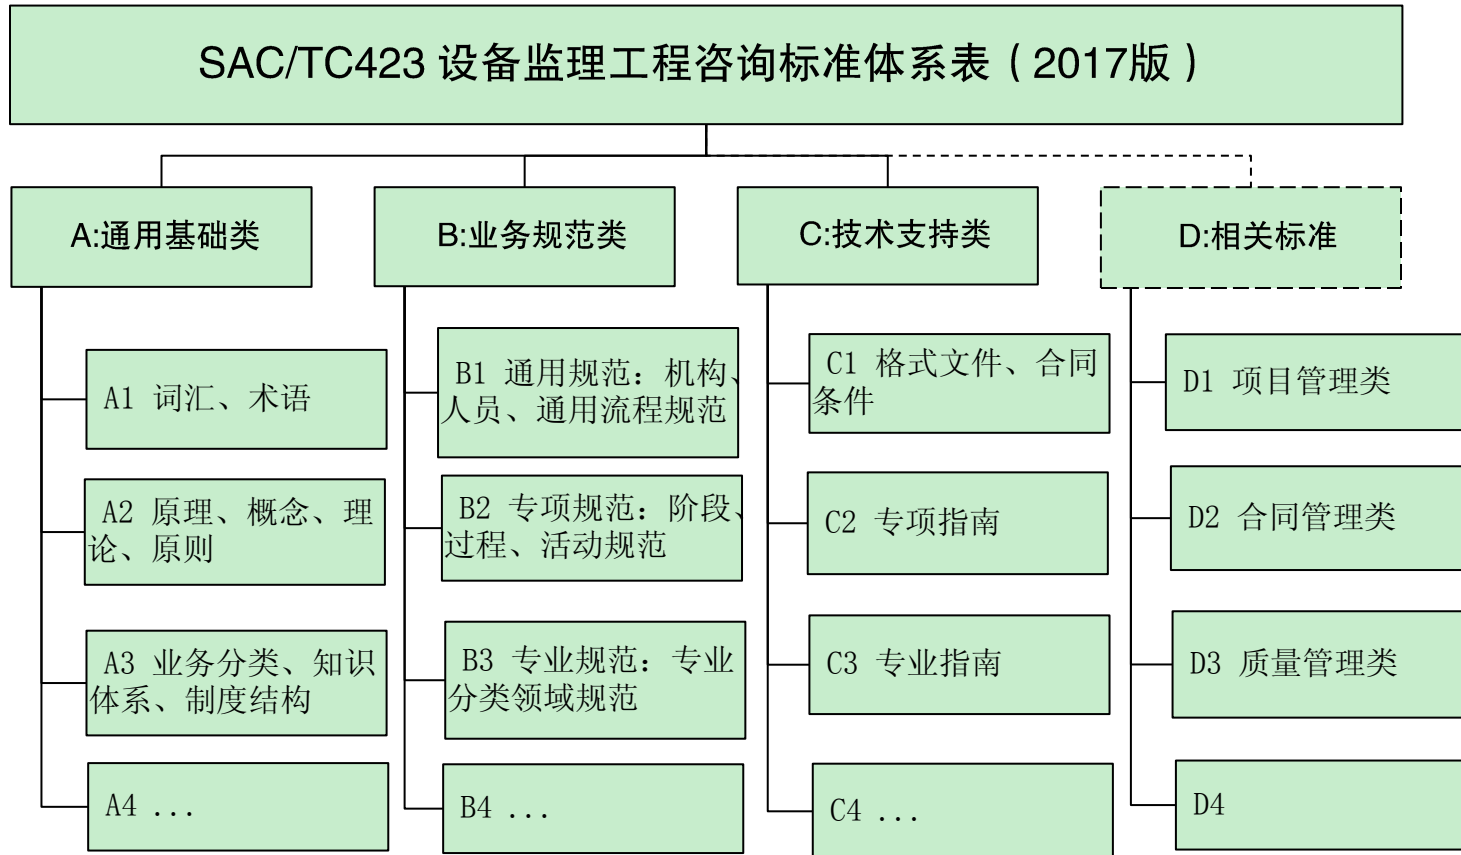 SAC/TC423 设备监理工程咨询标准体系表（2017版）
A:通用基础类
B:业务规范类
C:技术支持类
D:相关标准
A1 词汇、术语
A2 原理、概念、理
论、原则
A3 业务分类、知识
体系、制度结构
A4 ...
B1 通用规范：机构、
人员、通用流程规范
B2 专项规范：阶段、
过程、活动规范
B3 专业规范：专业
分类领域规范
B4 ...
C1 格式文件、合同
条件
C2 专项指南
C3 专业指南
C4 ...
D1 项目管理类
D2 合同管理类
D3 质量管理类
D4